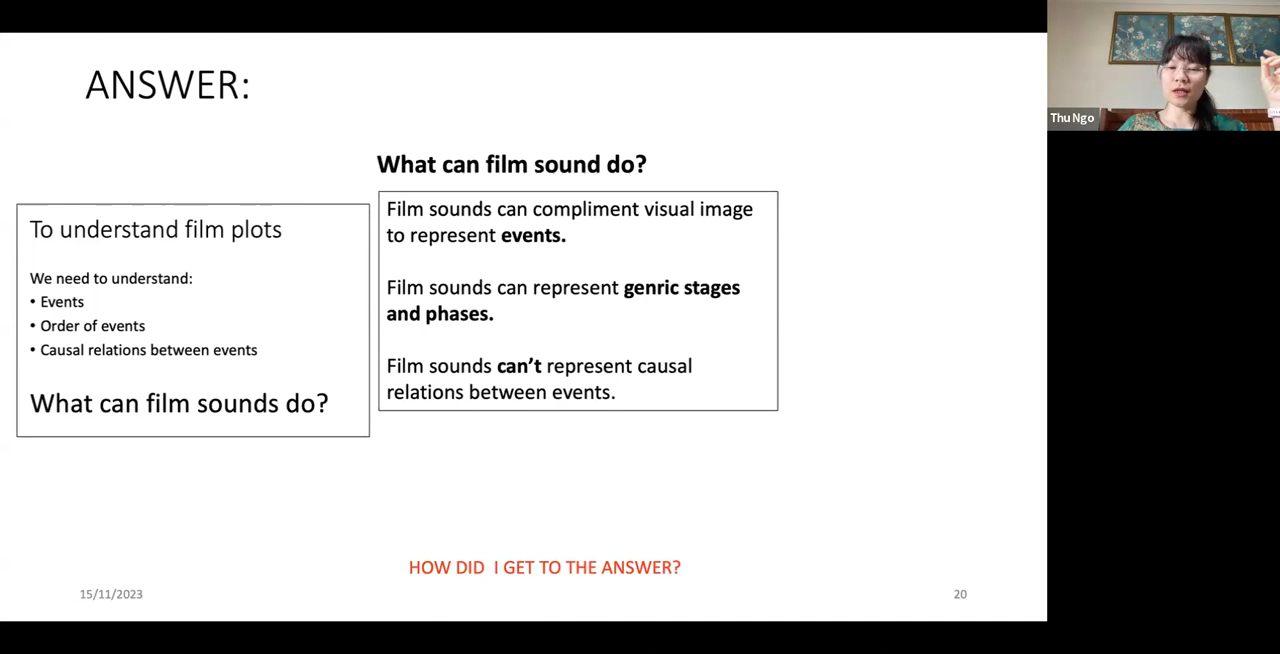 ANSWER:
Thu Ngo
What can film sound do?
To understand film plots
We need to understand:
• Events
• Order of events
• Causal relations between events
What can film sounds do?
Film sounds can compliment visual image
to represent events.
Film sounds can represent genric stages
and phases.
Film sounds can’t represent causal
relations between events.
HOW DID  I GET TO THE ANSWER?
15/11/2023
20